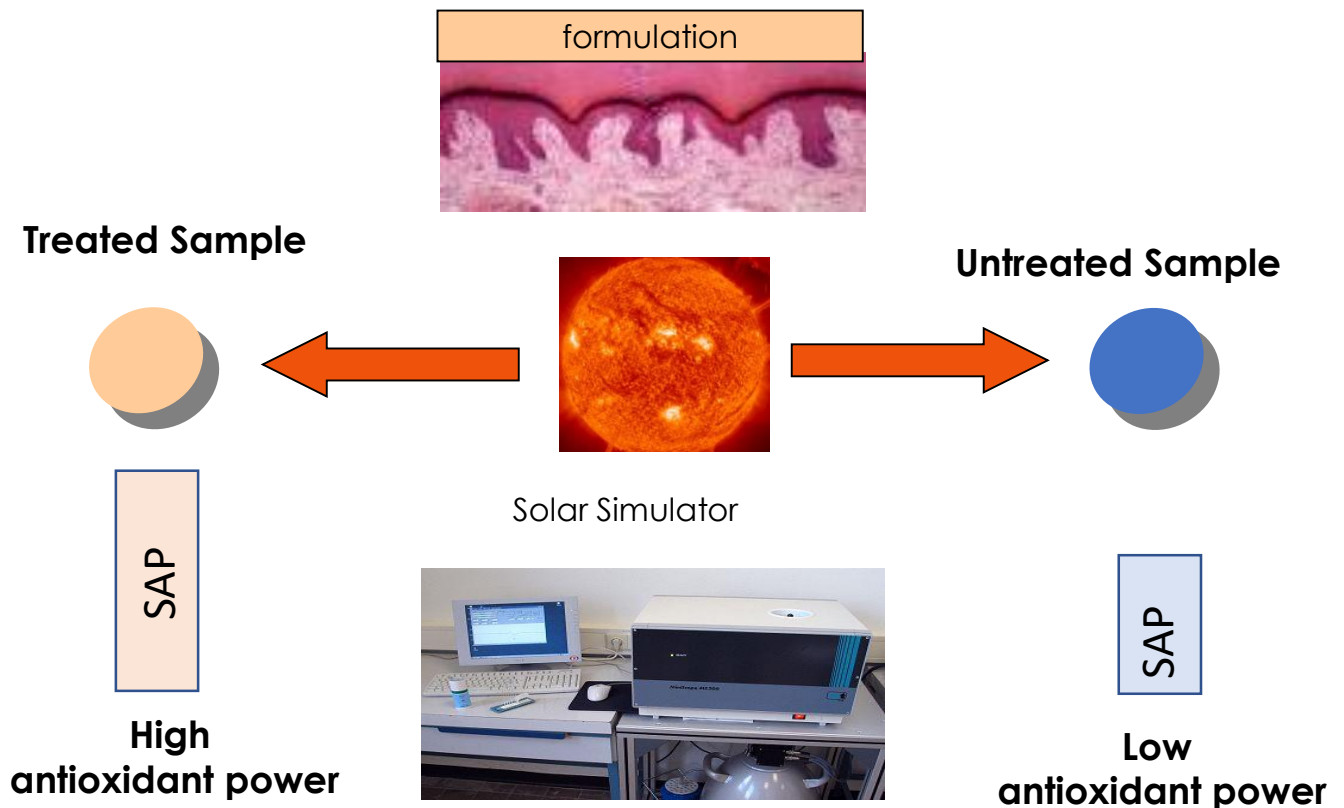 formulation
Treated Sample
Untreated Sample
Solar Simulator
SAP
SAP
High
antioxidant power
Low
antioxidant power